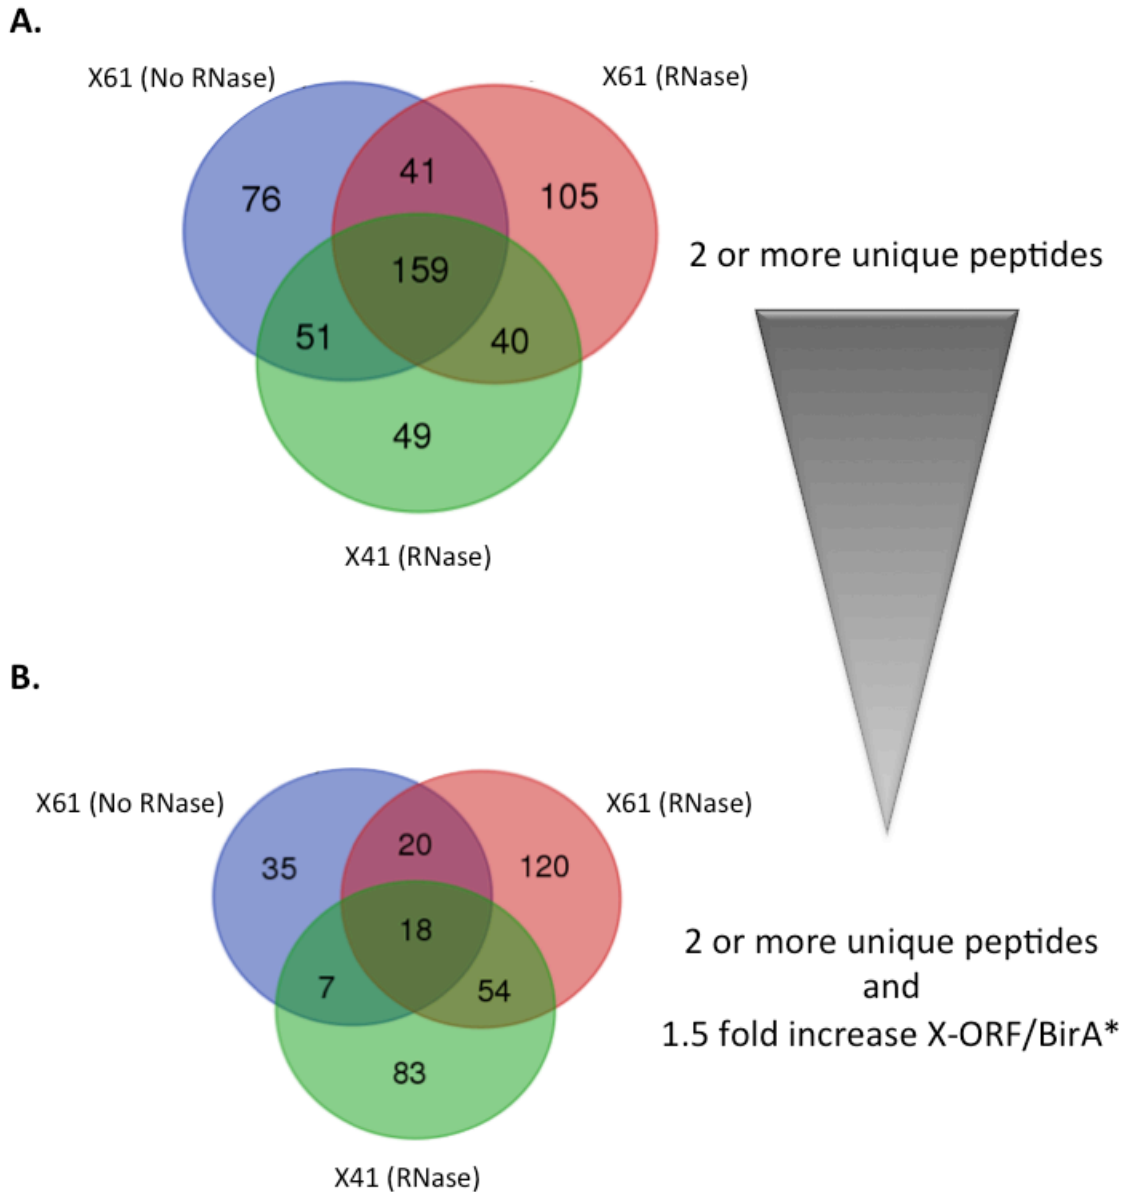 A.
X61 (No RNase)
X61 (RNase)
41
76
105
2 or more unique peptides
159
51
40
49
X41 (RNase)
B.
X61 (No RNase)
X61 (RNase)
20
35
120
18
2 or more unique peptides
7
54
and
1.5 fold increase X-ORF/BirA*
83
X41 (RNase)